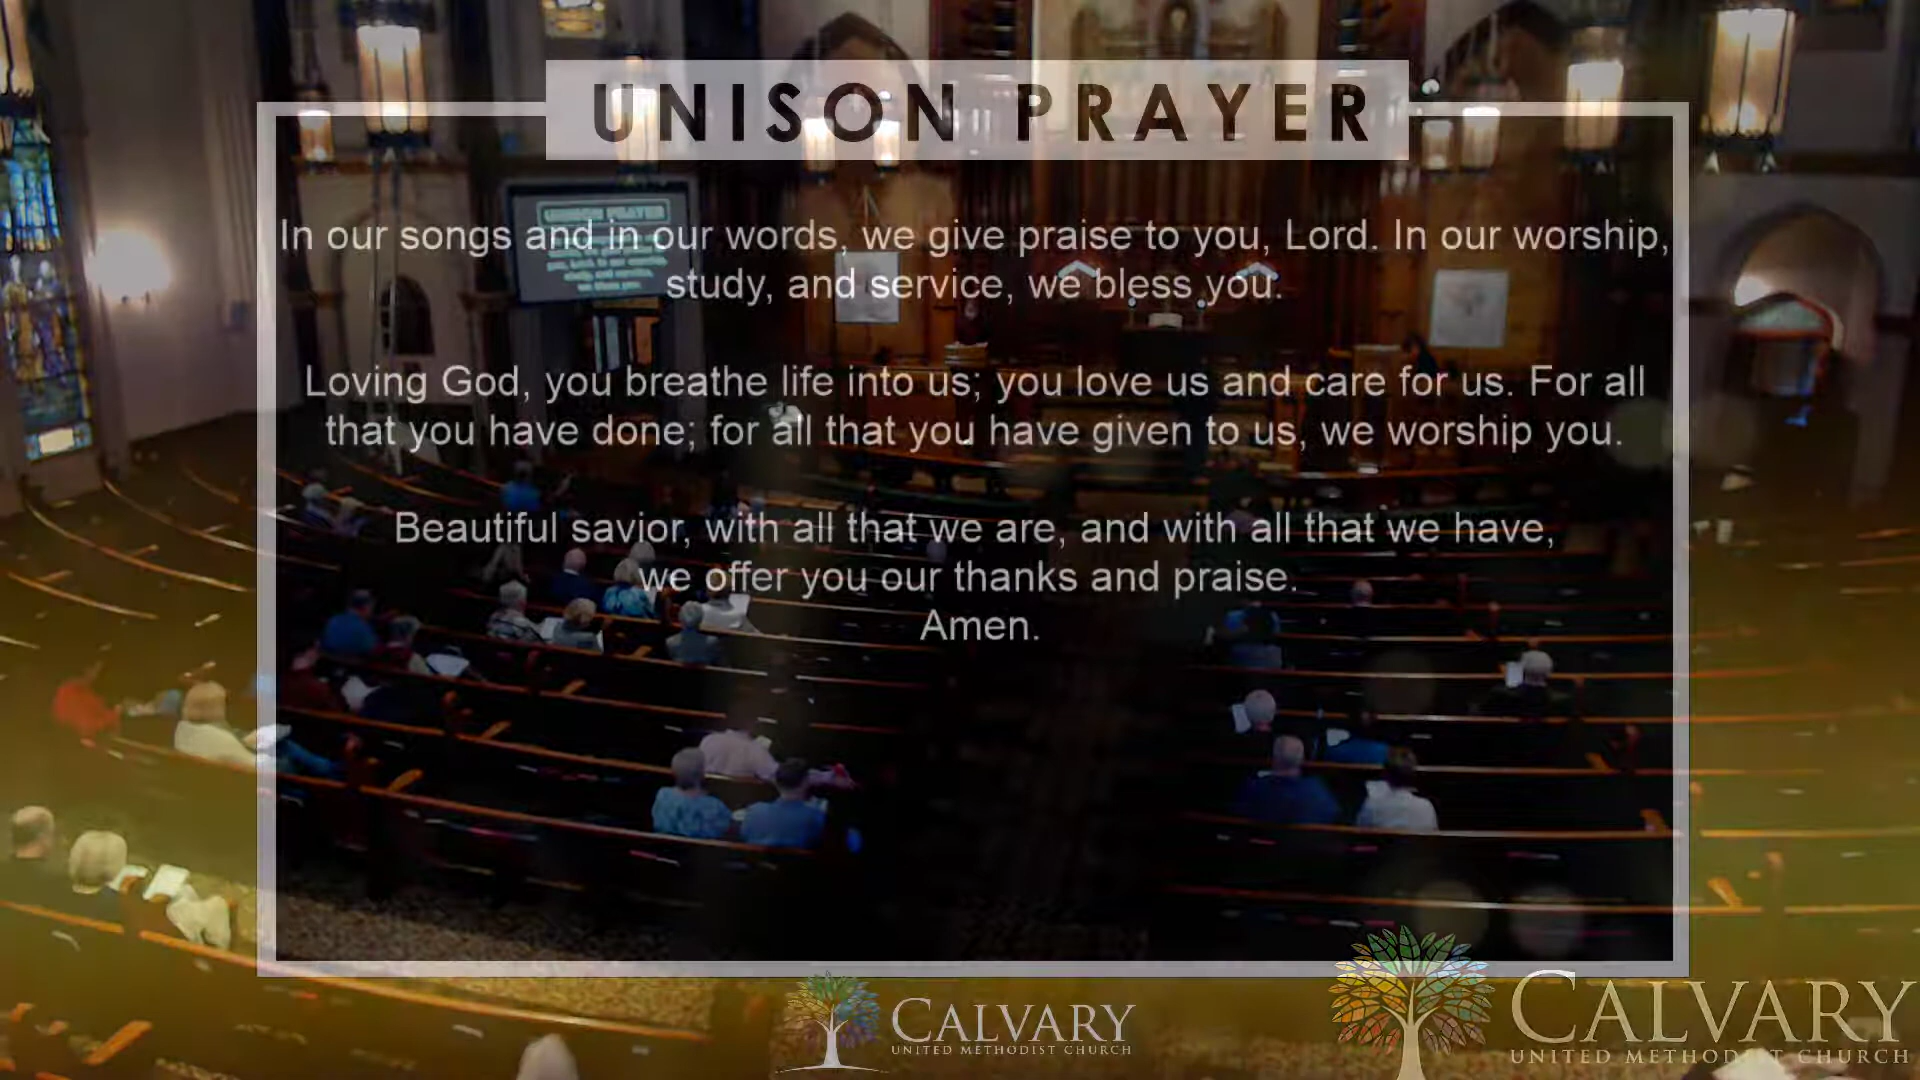 UNISON PRAYER
In our songs and in our words, we give praise to you, Lord. In our worship,
study, and service, we bless you.
Loving God, you breathe life into us; you love us and care for us. For all
that you have done; for all that you have given to us, we worship you.
Beautiful savior, with all that we are, and with all that we have,
we offer you our thanks and praise.
Amen.
CALVARY
UNITED METHODIST CHURCH
CALVARY
UNITED METHODIST CHURCH